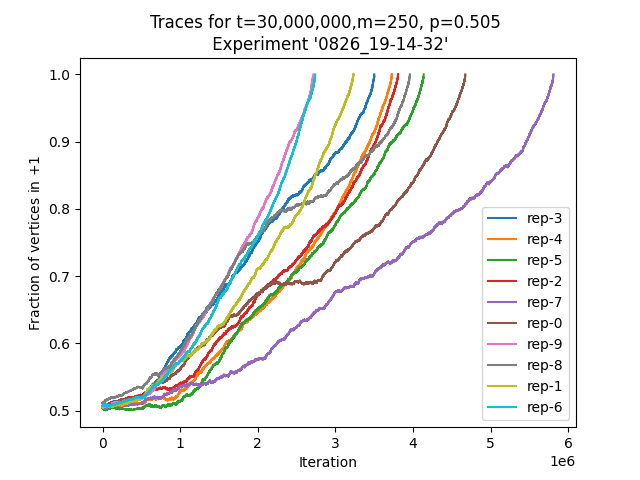 Traces for t=30,000,000,m=250, p=0.505
Experiment '0826_19-14-32'
Fraction of vertices in +1
1.0
0.9
0.8
0.7
0.6
0.5
rep-3
rep-4
rep-5
rep-2
rep-7
rep-0
rep-9
rep-8
rep-1
rep-6
0 1 2 3 4 5 6
Iteration
1e6